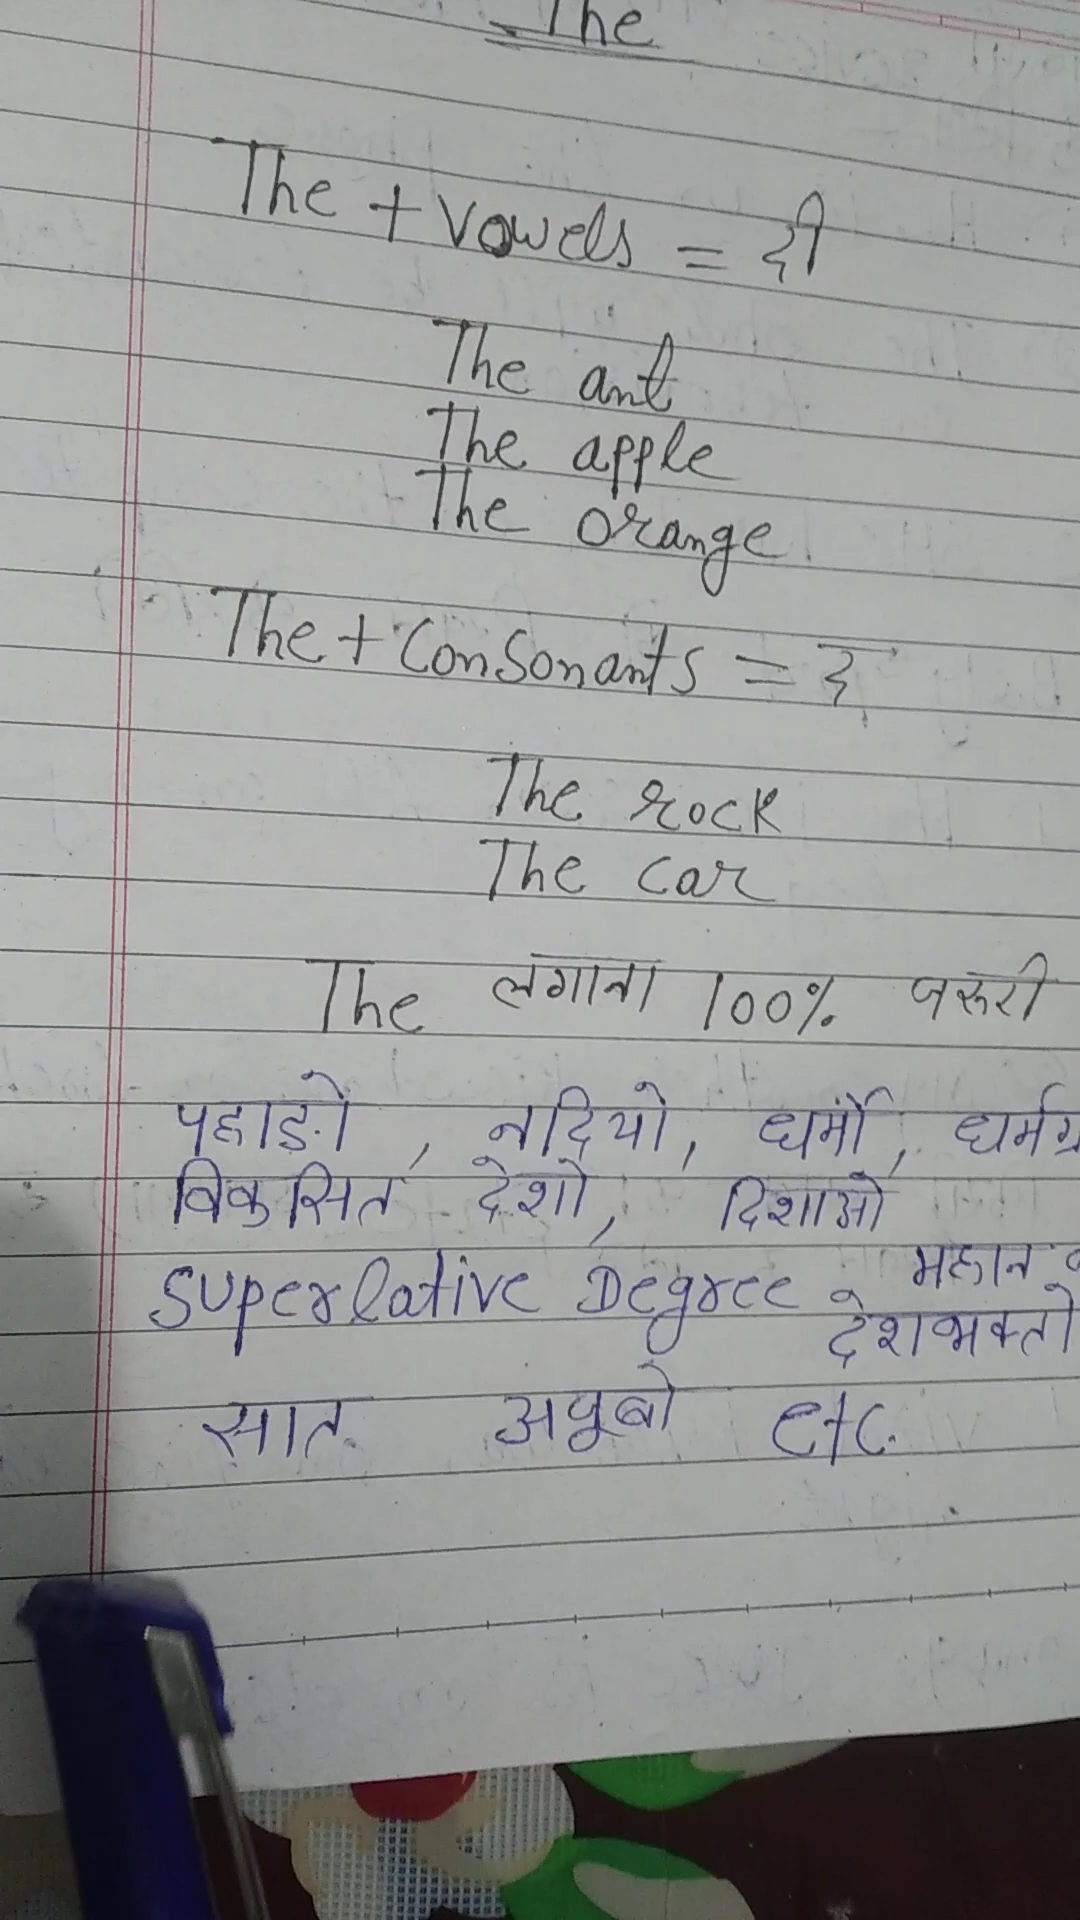 The
The + Vowels = दी
The ant
The apple
The orange
The + Consonants = द
The rock
The car
The लगाना 100% जरूरी
पहाड़ो, नदियो, धर्मों, धर्मग्र
विकसित देशो, दिशाओ
Superlative Degree महान
देशभक्तो
सात अजूबो etc.